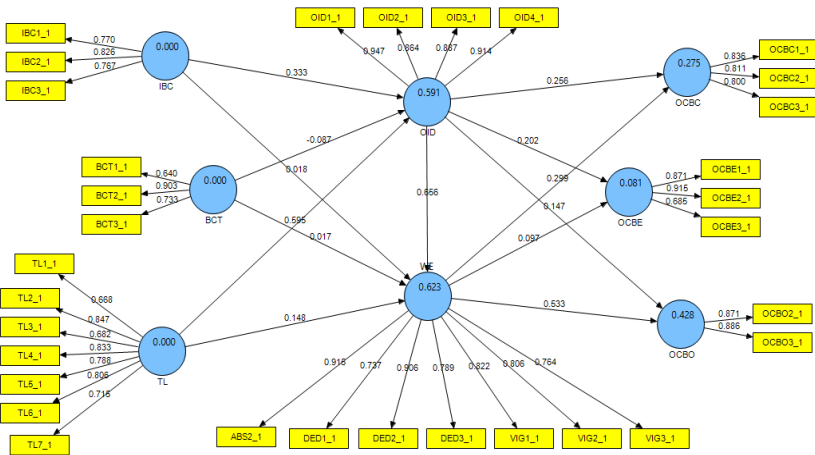 OID1_1 OID2_1 OID3_1 OID4_1
IBC1_1 0.770
IBC2_1 0.826
IBC3_1 0.767
0.000
IBC
0.947 0.864 0.887 0.914
0.591
OID
0.333
0.256
0.275
OCBC
0.836 OCBC1_1
0.811 OCBC2_1
0.800 OCBC3_1
-0.087
0.018
0.202
0.299
0.147
BCT1_1 0.640
BCT2_1 0.903
BCT3_1 0.733
0.000
BCT
0.666
0.595
0.017
0.097
0.081
OCBE
0.871 OCBE1_1
0.915 OCBE2_1
0.685 OCBE3_1
WE
0.623
TL1_1 0.668
TL2_1 0.847
TL3_1 0.682
TL4_1 0.833
TL5_1 0.788
TL6_1 0.806
TL7_1 0.715
0.000
TL
0.148
0.533
0.428
OCBO
0.871 OCBO2_1
0.886 OCBO3_1
0.915 0.737 0.906 0.789 0.822 0.806 0.764
ABS2_1 DED1_1 DED2_1 DED3_1 VIG1_1 VIG2_1 VIG3_1